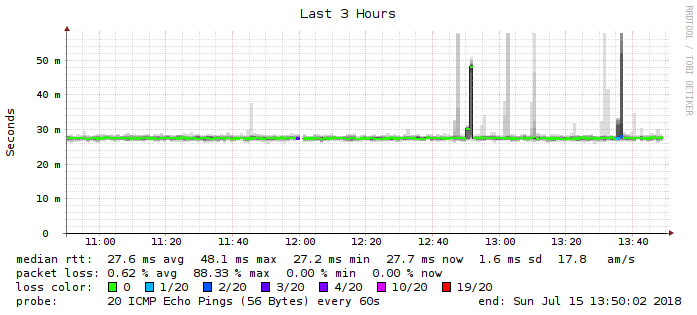 Last 3 Hours
RRDTOOL / TOBI OETIKER
Seconds
50 m
40 m
30 m
20 m
10 m
0
11:00 11:20 11:40 12:00 12:20 12:40 13:00 13:20 13:40
median rtt: 27.6 ms avg 48.1 ms max 27.2 ms min 27.7 ms now 1.6 ms sd 17.8 am/s
packet loss: 0.62 % avg 88.33 % max 0.00 % min 0.00 % now
loss color: 0 1/20 2/20 3/20 4/20 10/20 19/20
probe: 20 ICMP Echo Pings (56 Bytes) every 60s end: Sun Jul 15 13:50:02 2018